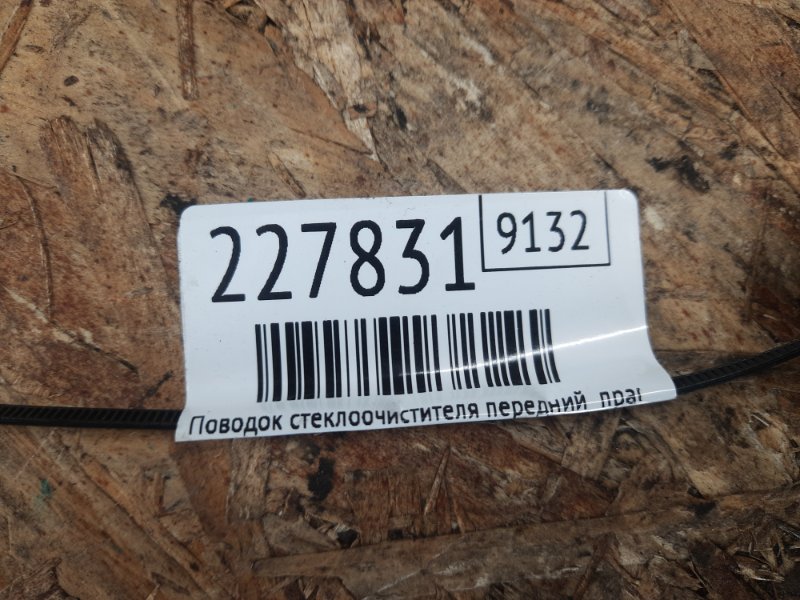 227831 9132
Поводок стеклоочистителя передний